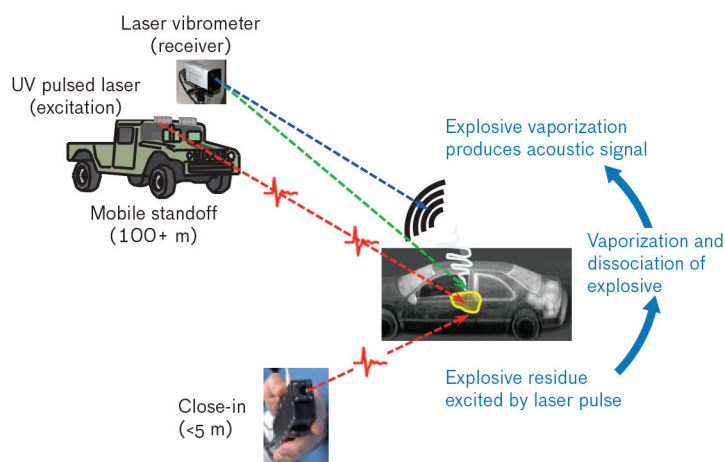 Laser vibrometer
(receiver)
UV pulsed laser
(excitation)
Mobile standoff
(100+ m)
Explosive vaporization
produces acoustic signal
Vaporization and
dissociation of
explosive
Explosive residue
excited by laser pulse
Close-in
(<5 m)